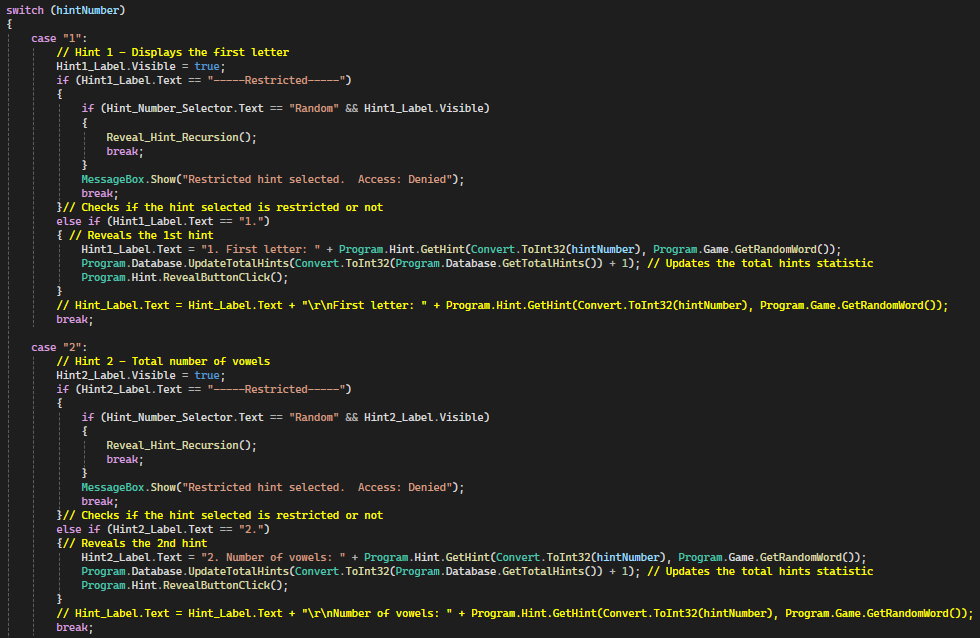 switch (hintNumber)
{
case "1":
// Hint 1 - Displays the first letter
Hint1_Label.Visible = true;
if (Hint1_Label.Text == "-----Restricted-----")
{
if (Hint_Number_Selector.Text == "Random" && Hint1_Label.Visible)
{
Reveal_Hint_Recursion();
break;
}
MessageBox.Show("Restricted hint selected.  Access: Denied");
break;
}// Checks if the hint selected is restricted or not
else if (Hint1_Label.Text == "1.")
{ // Reveals the 1st hint
Hint1_Label.Text = "1. First letter: " + Program.Hint.GetHint(Convert.ToInt32(hintNumber), Program.Game.GetRandomWord());
Program.Database.UpdateTotalHints(Convert.ToInt32(Program.Database.GetTotalHints()) + 1); // Updates the total hints statistic
Program.Hint.RevealButtonClick();
}
// Hint_Label.Text = Hint_Label.Text + "\r\nFirst letter: " + Program.Hint.GetHint(Convert.ToInt32(hintNumber), Program.Game.GetRandomWord());
break;
case "2":
// Hint 2 - Total number of vowels
Hint2_Label.Visible = true;
if (Hint2_Label.Text == "-----Restricted-----")
{
if (Hint_Number_Selector.Text == "Random" && Hint2_Label.Visible)
{
Reveal_Hint_Recursion();
break;
}
MessageBox.Show("Restricted hint selected.  Access: Denied");
break;
}// Checks if the hint selected is restricted or not
else if (Hint2_Label.Text == "2.")
{// Reveals the 2nd hint
Hint2_Label.Text = "2. Number of vowels: " + Program.Hint.GetHint(Convert.ToInt32(hintNumber), Program.Game.GetRandomWord());
Program.Database.UpdateTotalHints(Convert.ToInt32(Program.Database.GetTotalHints()) + 1); // Updates the total hints statistic
Program.Hint.RevealButtonClick();
}
// Hint_Label.Text = Hint_Label.Text + "\r\nNumber of vowels: " + Program.Hint.GetHint(Convert.ToInt32(hintNumber), Program.Game.GetRandomWord());
break;